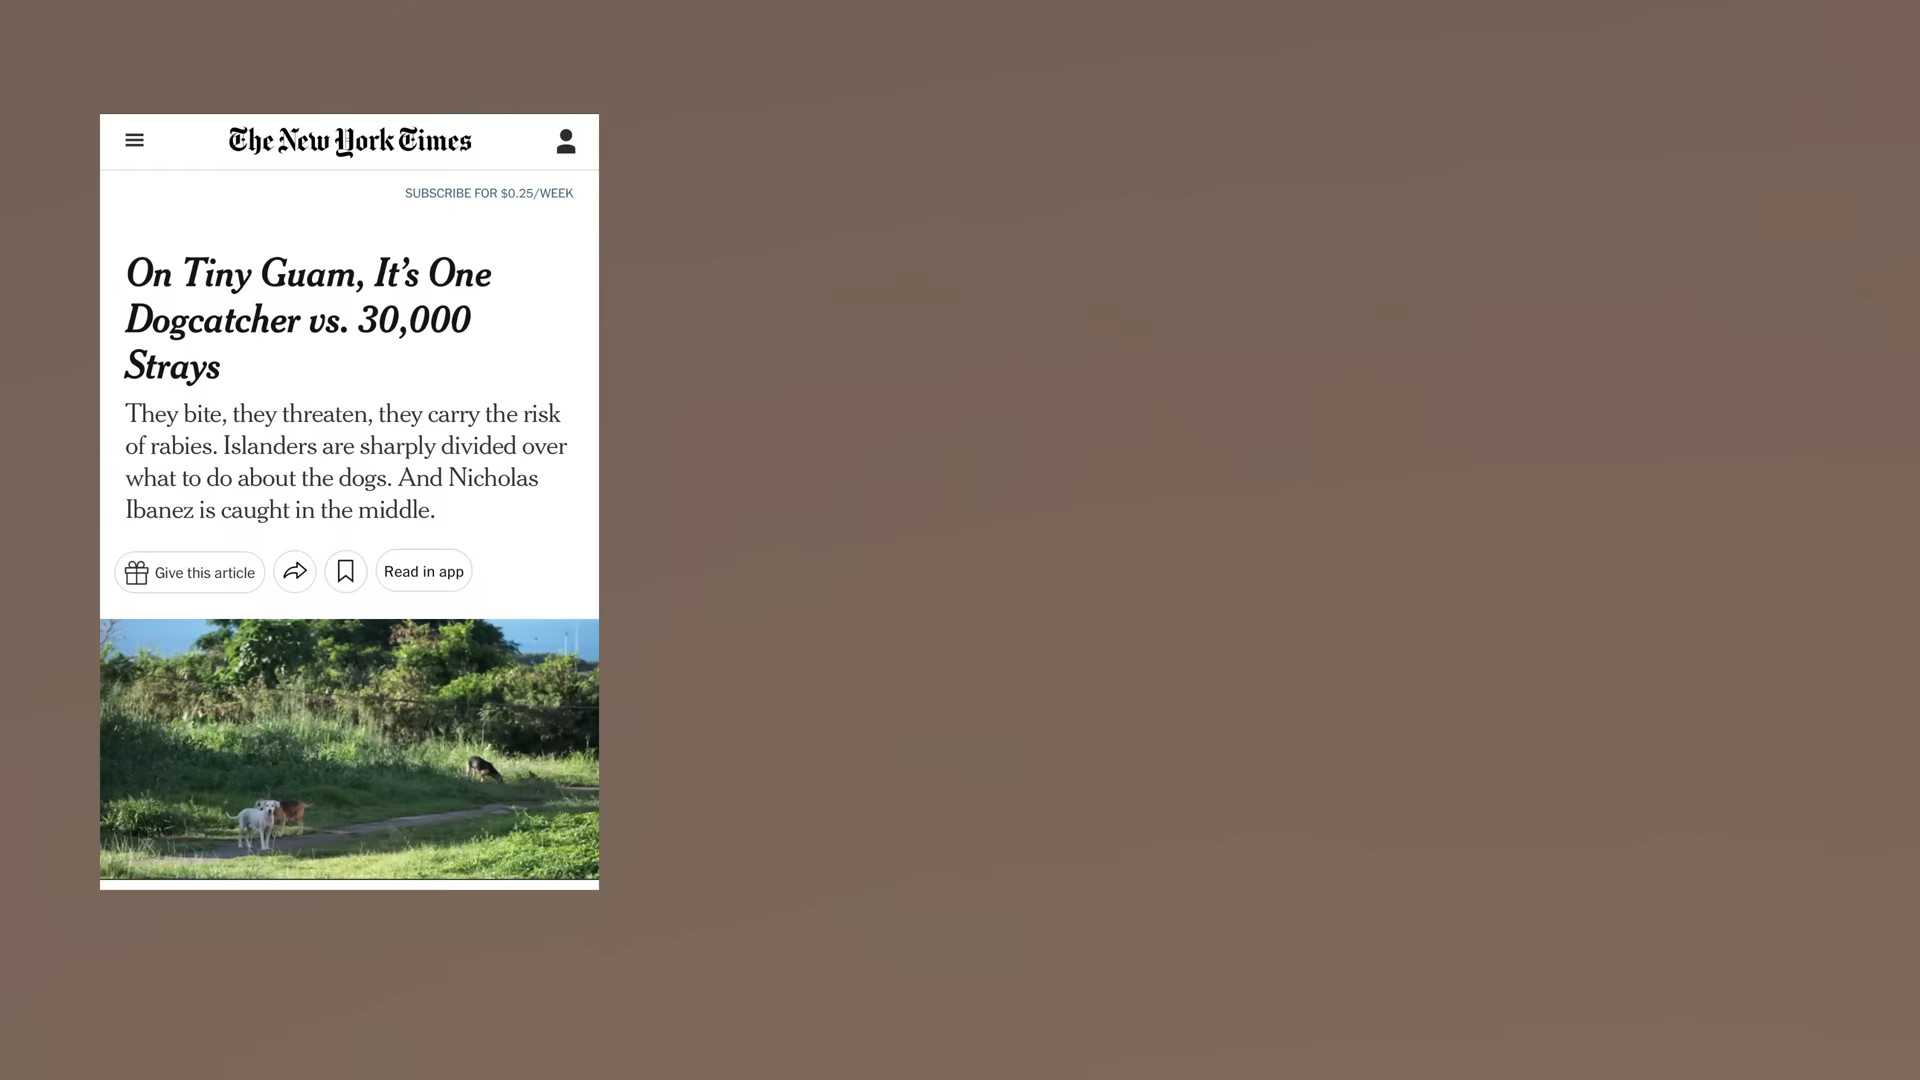 The New York Times
SUBSCRIBE FOR $0.25/WEEK
On Tiny Guam, It’s One
Dogcatcher vs. 30,000
Strays
They bite, they threaten, they carry the risk
of rabies. Islanders are sharply divided over
what to do about the dogs. And Nicholas
Ibanez is caught in the middle.
Give this article
Read in app